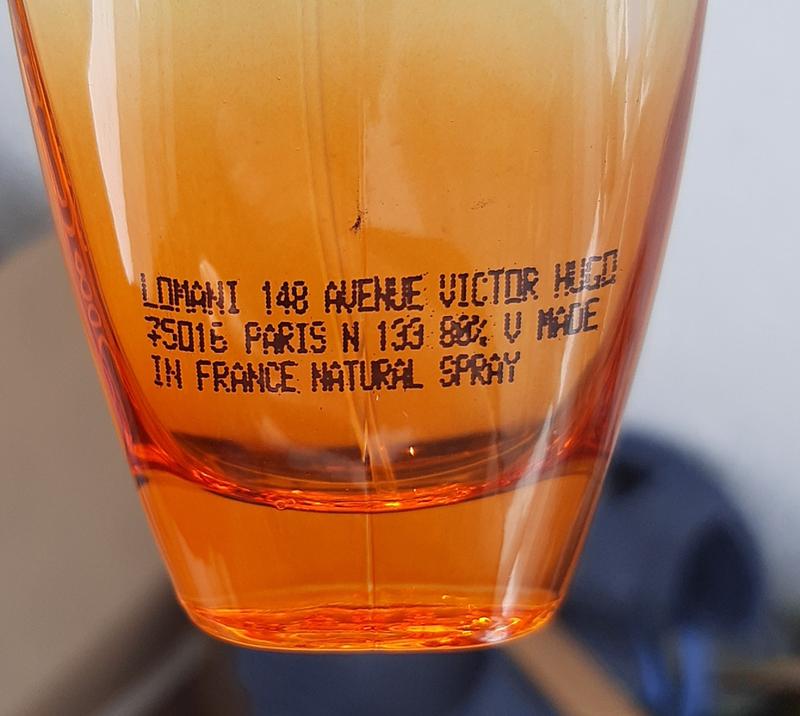 LOMANI 148 AVENUE VICTOR HUGO
75016 PARIS N 133 80% V MADE
IN FRANCE NATURAL SPRAY